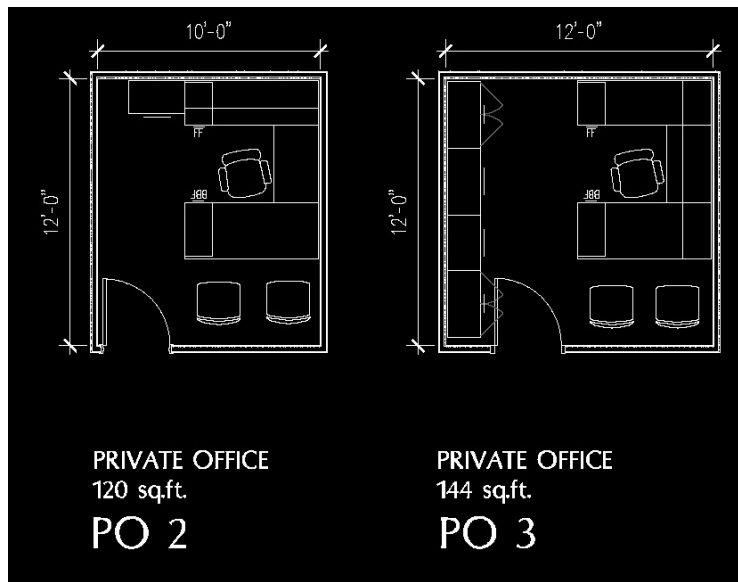 10'-0"
12'-0"
12'-0"
12'-0"
FF
FF
BBF
BBF
PRIVATE OFFICE
120 sq.ft.
PO 2
PRIVATE OFFICE
144 sq.ft.
PO 3